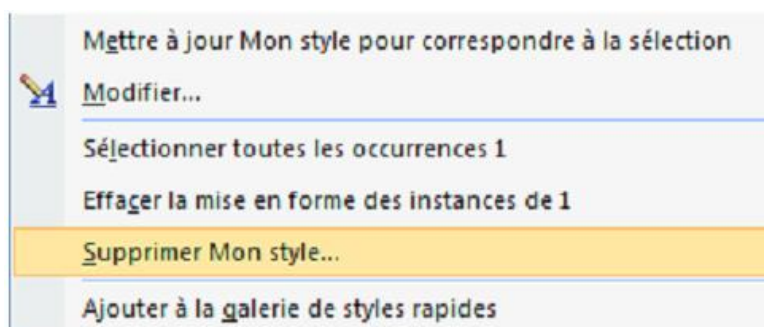 Mettre à jour Mon style pour correspondre à la sélection
Modifier...
Sélectionner toutes les occurrences 1
Effacer la mise en forme des instances de 1
Supprimer Mon style...
Ajouter à la galerie de styles rapides